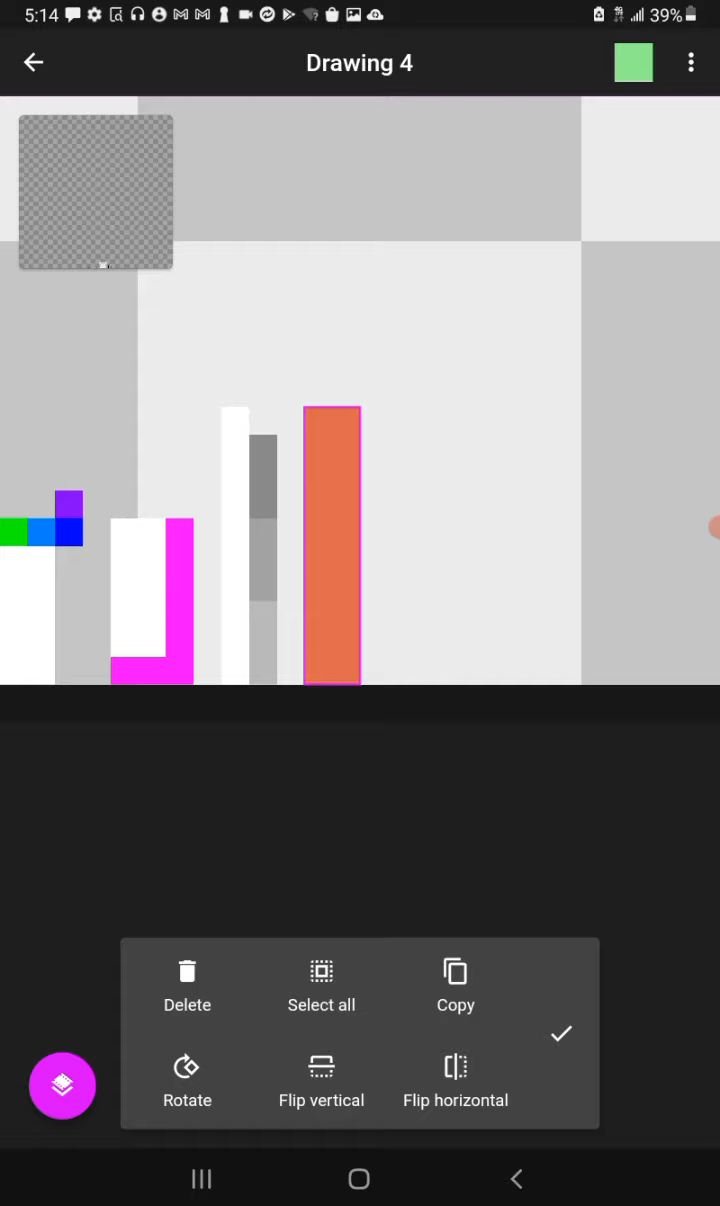 5:14 39%
Drawing 4
Delete Select all Copy
Rotate Flip vertical Flip horizontal